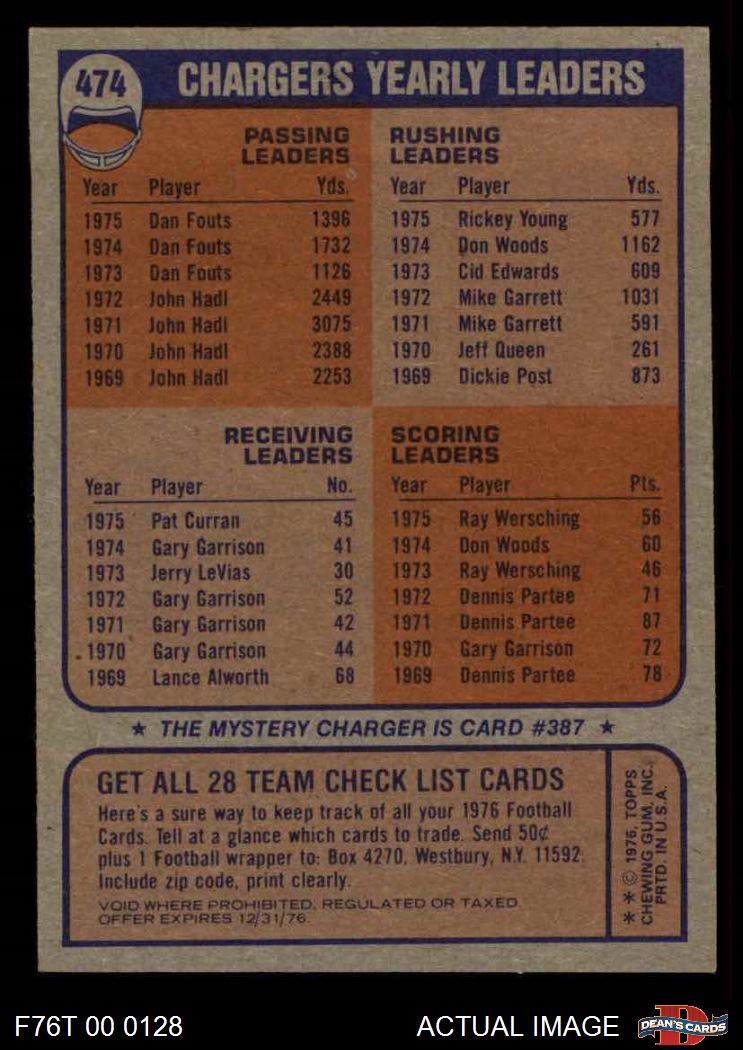 474
CHARGERS YEARLY LEADERS
PASSING
LEADERS
Year Player Yds.
1975 Dan Fouts 1396
1974 Dan Fouts 1732
1973 Dan Fouts 1126
1972 John Hadl 2449
1971 John Hadl 3075
1970 John Hadl 2388
1969 John Hadl 2253
RUSHING
LEADERS
Year Player Yds.
1975 Rickey Young 577
1974 Don Woods 1162
1973 Cid Edwards 609
1972 Mike Garrett 1031
1971 Mike Garrett 591
1970 Jeff Queen 261
1969 Dickie Post 873
RECEIVING
LEADERS
Year Player No.
1975 Pat Curran 45
1974 Gary Garrison 41
1973 Jerry LeVias 30
1972 Gary Garrison 52
1971 Gary Garrison 42
1970 Gary Garrison 44
1969 Lance Alworth 68
SCORING
LEADERS
Year Player Pts.
1975 Ray Wersching 56
1974 Don Woods 60
1973 Ray Wersching 46
1972 Dennis Partee 71
1971 Dennis Partee 87
1970 Gary Garrison 72
1969 Dennis Partee 78
★ THE MYSTERY CHARGER IS CARD #387 ★
GET ALL 28 TEAM CHECK LIST CARDS
Here's a sure way to keep track of all your 1976 Football
Cards. Tell at a glance which cards to trade. Send 50¢
plus 1 Football wrapper to: Box 4270, Westbury, N.Y. 11592.
Include zip code, print clearly.
VOID WHERE PROHIBITED, REGULATED OR TAXED.
OFFER EXPIRES 12/31/76.
* * © 1976, TOPPS
CHEWING GUM, INC.
PRTD. IN U.S.A.
F76T 00 0128
ACTUAL IMAGE
D
DEAN'S CARDS